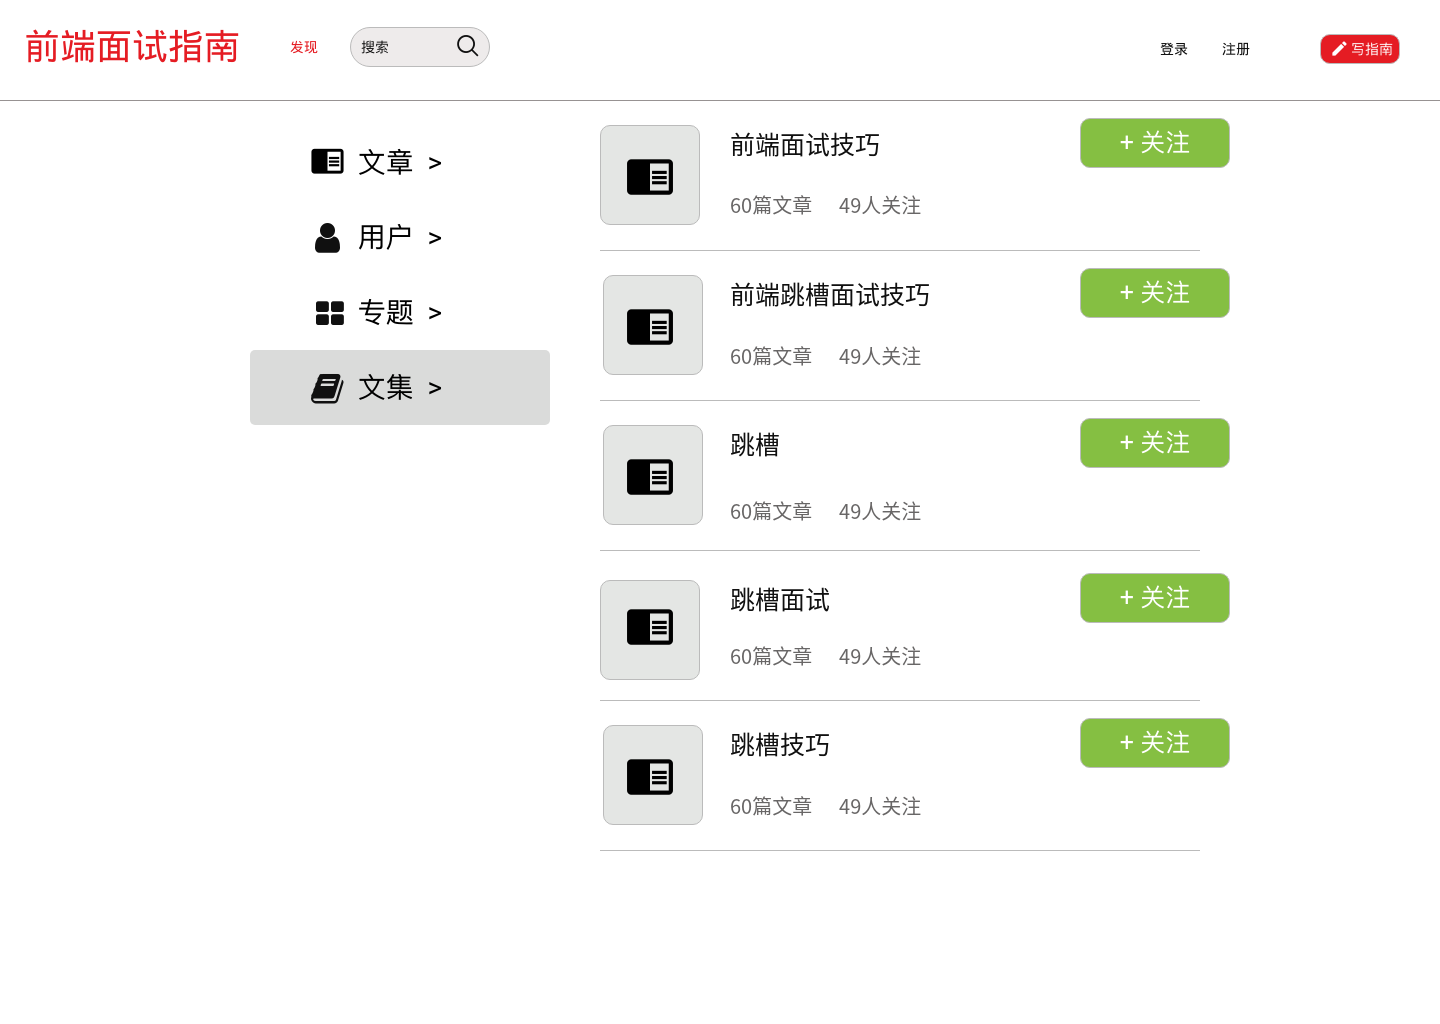 前端面试指南
发现
搜索
登录
注册
写指南
文章 >
用户 >
专题 >
文集 >
前端面试技巧
+ 关注
60篇文章 49人关注
前端跳槽面试技巧
+ 关注
60篇文章 49人关注
跳槽
+ 关注
60篇文章 49人关注
跳槽面试
+ 关注
60篇文章 49人关注
跳槽技巧
+ 关注
60篇文章 49人关注